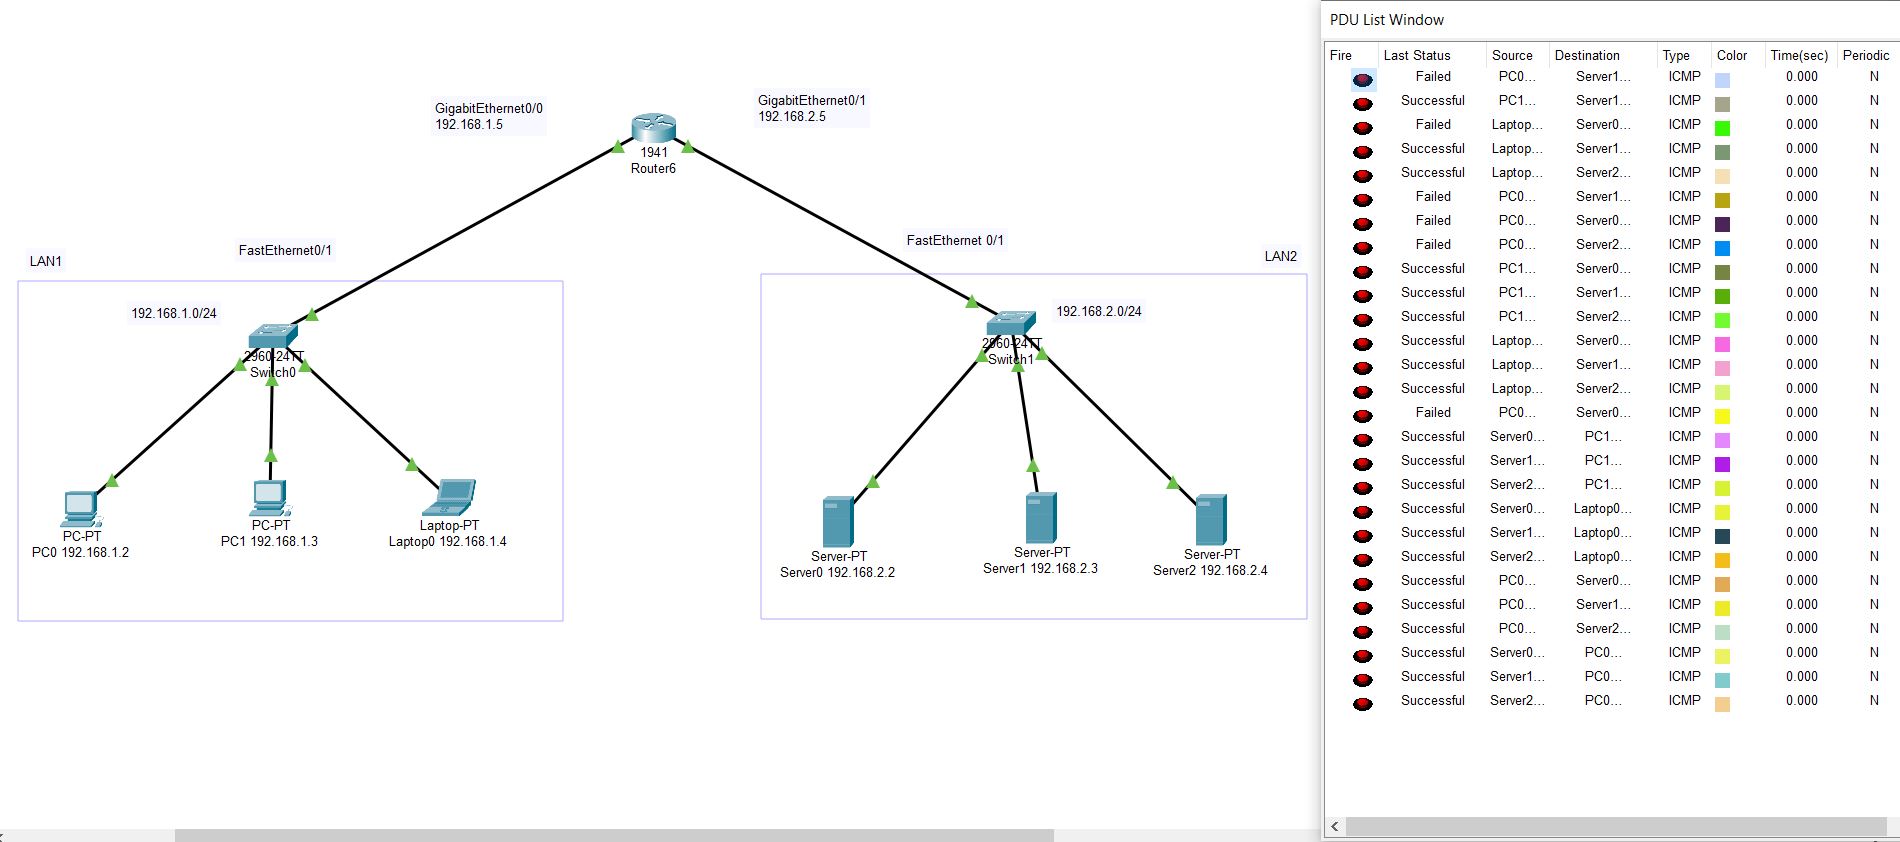 GigabitEthernet0/0
192.168.1.5
GigabitEthernet0/1
192.168.2.5
1941
Router6
FastEthernet0/1
FastEthernet 0/1
LAN1
LAN2
192.168.1.0/24
192.168.2.0/24
2960-24TT
Switch0
2960-24TT
Switch1
PC-PT
PC0 192.168.1.2
PC-PT
PC1 192.168.1.3
Laptop-PT
Laptop0 192.168.1.4
Server-PT
Server0 192.168.2.2
Server-PT
Server1 192.168.2.3
Server-PT
Server2 192.168.2.4
PDU List Window
Fire Last Status Source Destination Type Color Time(sec) Periodic
Failed PC0... Server1... ICMP 0.000 N
Successful PC1... Server1... ICMP 0.000 N
Failed Laptop... Server0... ICMP 0.000 N
Successful Laptop... Server1... ICMP 0.000 N
Successful Laptop... Server2... ICMP 0.000 N
Failed PC0... Server1... ICMP 0.000 N
Failed PC0... Server0... ICMP 0.000 N
Failed PC0... Server2... ICMP 0.000 N
Successful PC1... Server0... ICMP 0.000 N
Successful PC1... Server1... ICMP 0.000 N
Successful PC1... Server2... ICMP 0.000 N
Successful Laptop... Server0... ICMP 0.000 N
Successful Laptop... Server1... ICMP 0.000 N
Successful Laptop... Server2... ICMP 0.000 N
Failed PC0... Server0... ICMP 0.000 N
Successful Server0... PC1... ICMP 0.000 N
Successful Server1... PC1... ICMP 0.000 N
Successful Server2... PC1... ICMP 0.000 N
Successful Server0... Laptop0... ICMP 0.000 N
Successful Server1... Laptop0... ICMP 0.000 N
Successful Server2... Laptop0... ICMP 0.000 N
Successful PC0... Server0... ICMP 0.000 N
Successful PC0... Server1... ICMP 0.000 N
Successful PC0... Server2... ICMP 0.000 N
Successful Server0... PC0... ICMP 0.000 N
Successful Server1... PC0... ICMP 0.000 N
Successful Server2... PC0... ICMP 0.000 N